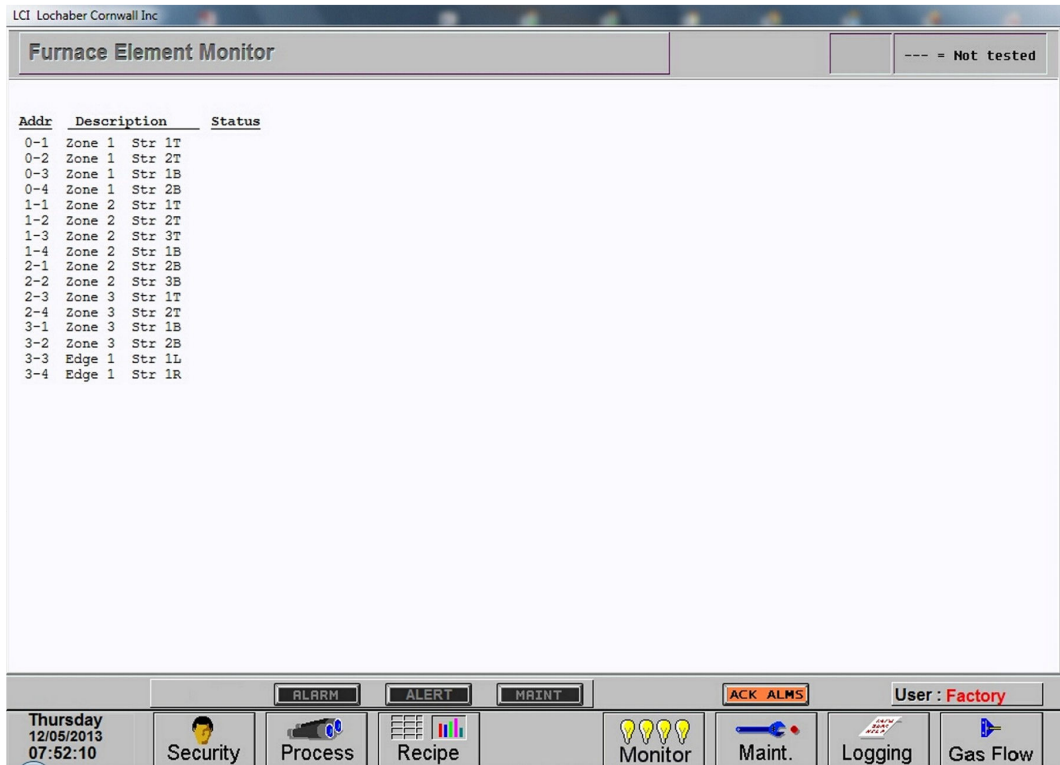 LCI Lochaber Cornwall Inc
Furnace Element Monitor
--- = Not tested
Addr Description Status
0-1 Zone 1 Str 1T
0-2 Zone 1 Str 2T
0-3 Zone 1 Str 1B
0-4 Zone 1 Str 2B
1-1 Zone 2 Str 1T
1-2 Zone 2 Str 2T
1-3 Zone 2 Str 3T
1-4 Zone 2 Str 1B
2-1 Zone 2 Str 2B
2-2 Zone 2 Str 3B
2-3 Zone 3 Str 1T
2-4 Zone 3 Str 2T
3-1 Zone 3 Str 1B
3-2 Zone 3 Str 2B
3-3 Edge 1 Str 1L
3-4 Edge 1 Str 1R
ALARM ALERT MAINT ACK ALMS User : Factory
Thursday
12/05/2013
07:52:10
Security Process Recipe Monitor Maint. Logging Gas Flow